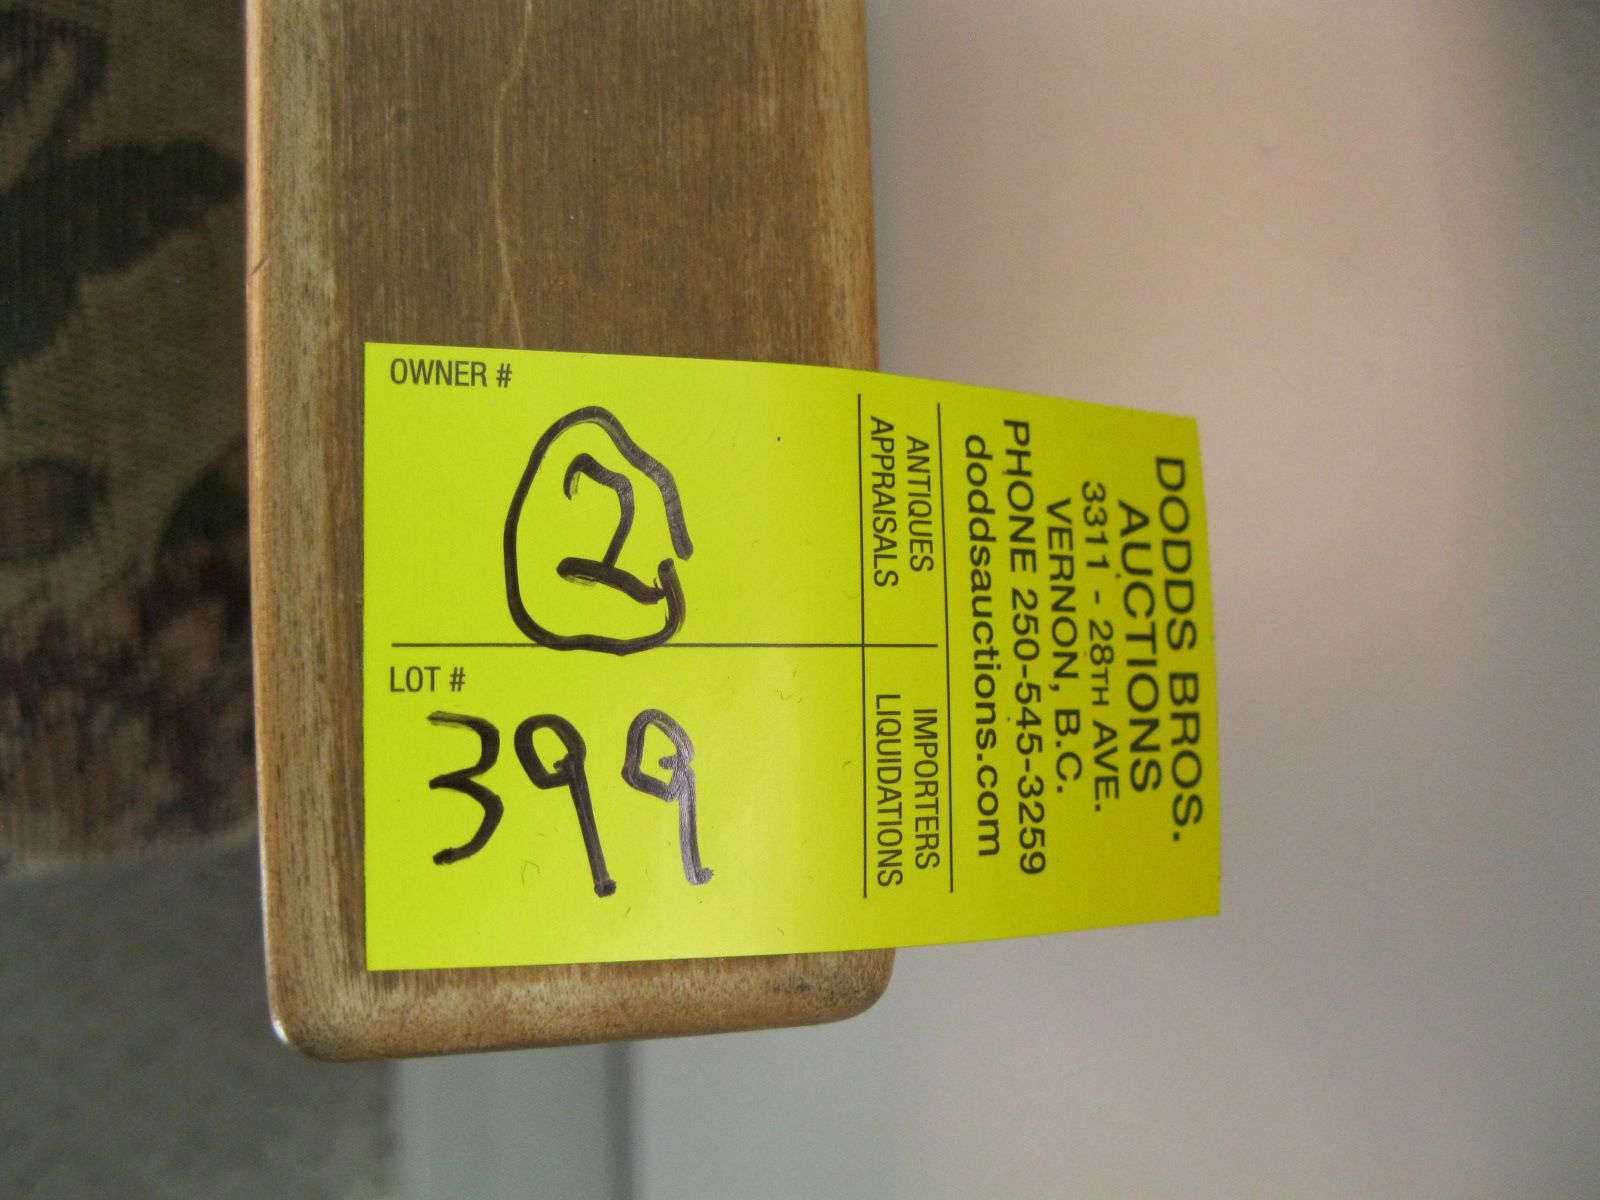 DODDS BROS.
AUCTIONS
3311 - 28TH AVE.
VERNON, B.C.
PHONE 250-545-3259
doddsauctions.com
ANTIQUES
APPRAISALS
IMPORTERS
LIQUIDATIONS
OWNER #
2
LOT #
399